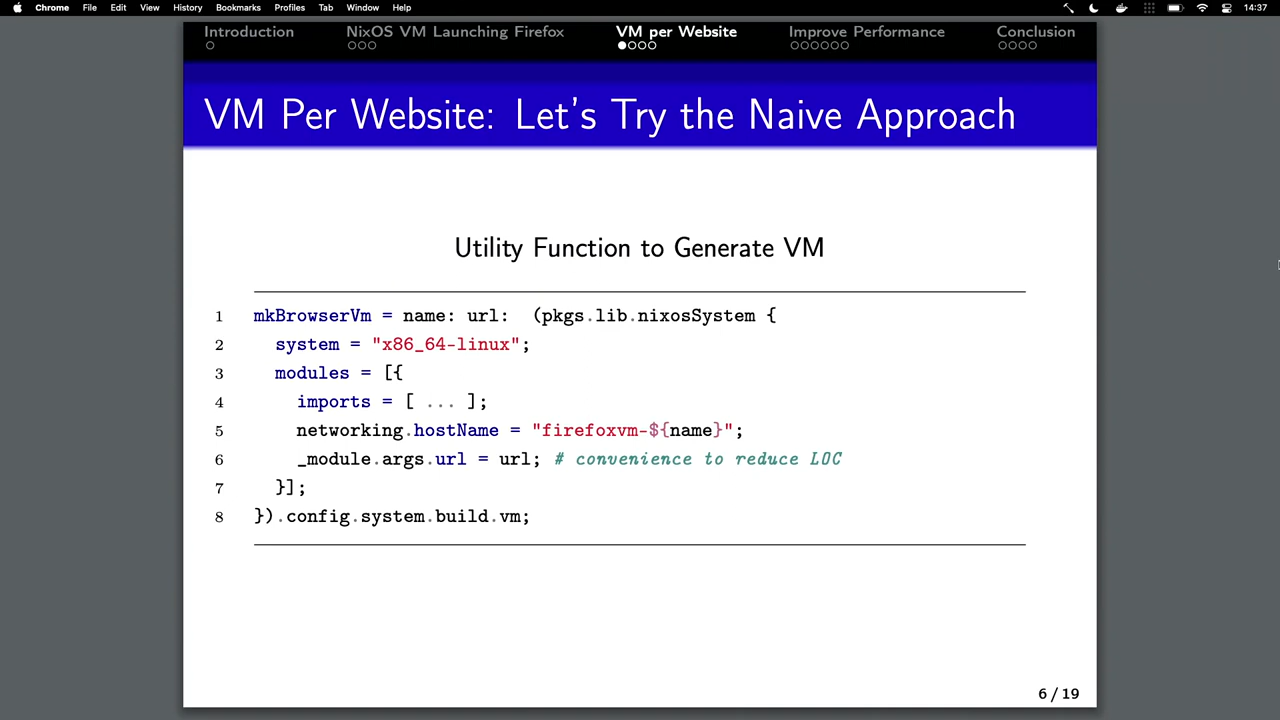 Chrome File Edit View History Bookmarks Profiles Tab Window Help 14:37
Introduction NixOS VM Launching Firefox VM per Website Improve Performance Conclusion
VM Per Website: Let's Try the Naive Approach
Utility Function to Generate VM
1 mkBrowserVm = name: url: (pkgs.lib.nixosSystem {
2 system = "x86_64-linux";
3 modules = [{
4 imports = [ ... ];
5 networking.hostName = "firefoxvm-${name}";
6 _module.args.url = url; # convenience to reduce LOC
7 }];
8 }).config.system.build.vm;
6 / 19